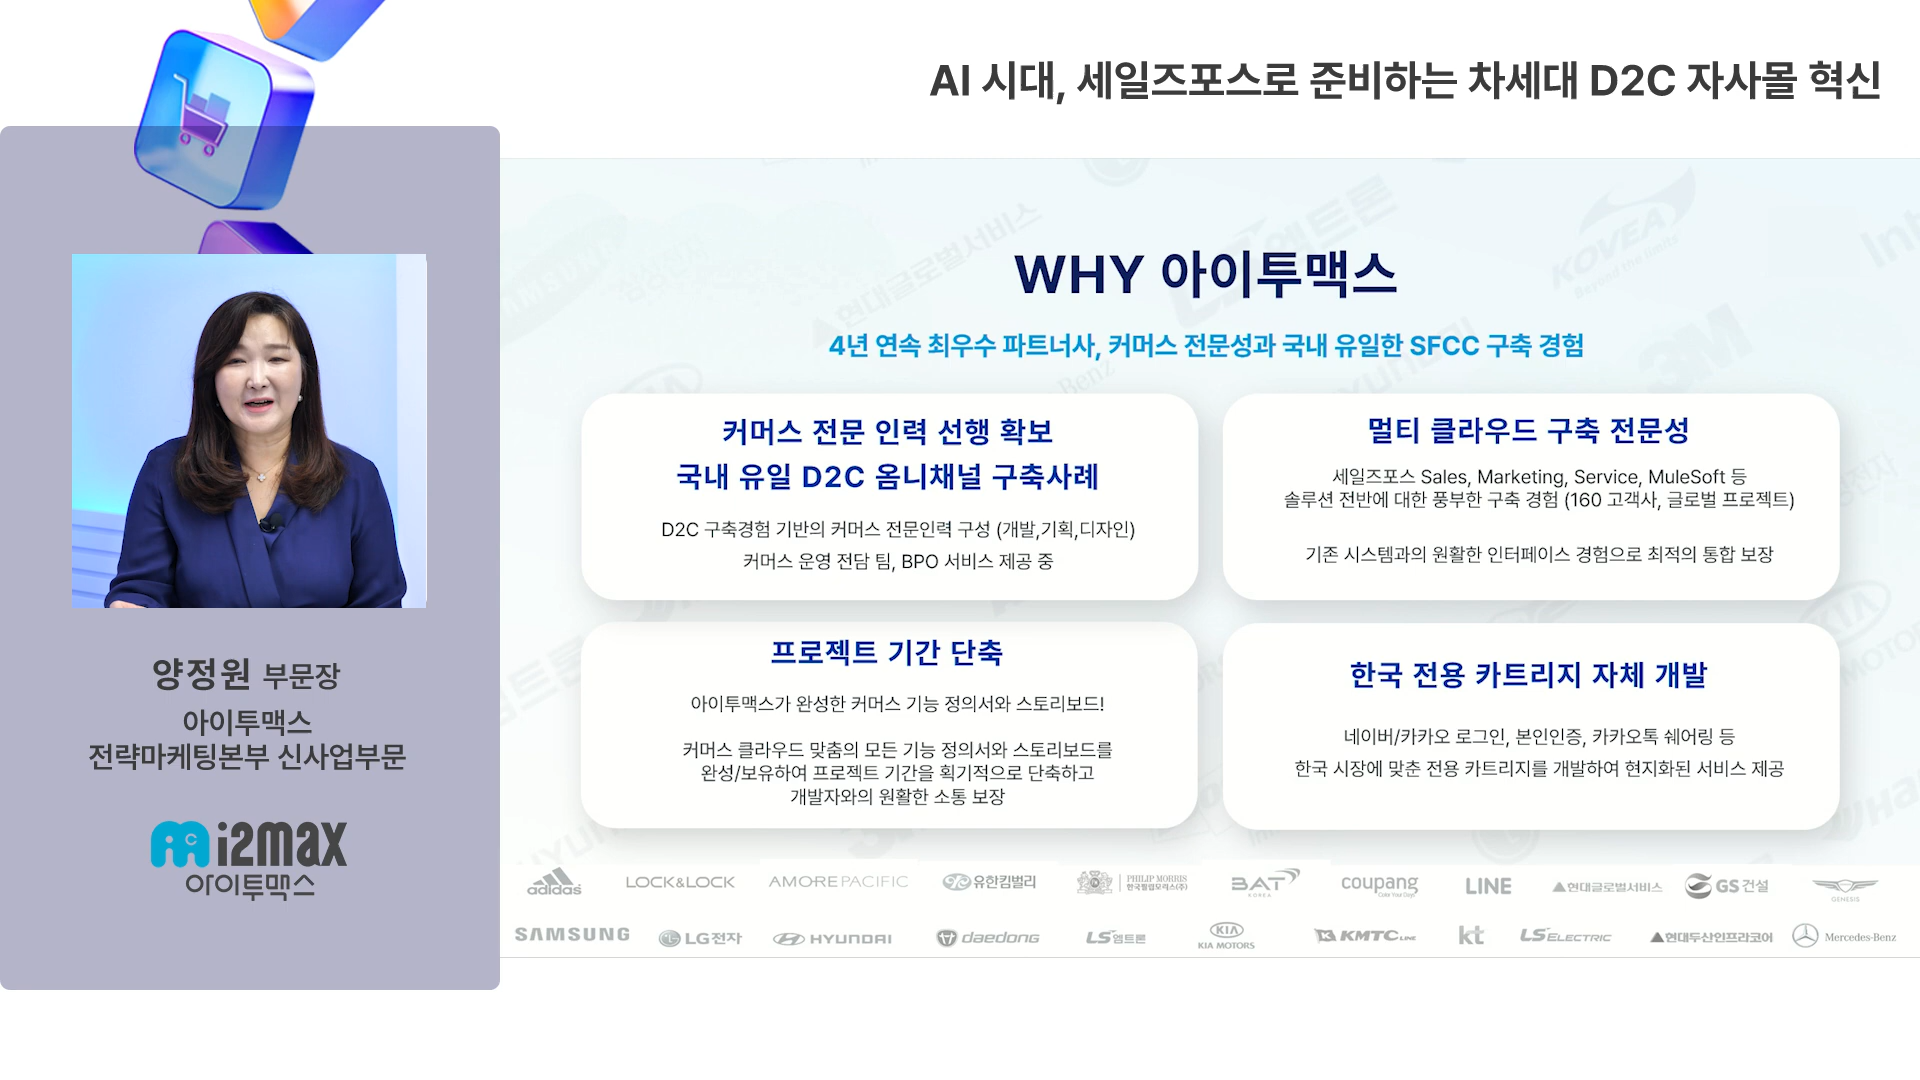 AI 시대, 세일즈포스로 준비하는 차세대 D2C 자사몰 혁신
양정원 부문장
아이투맥스
전략마케팅본부 신사업부문
i2max
아이투맥스
WHY 아이투맥스
4년 연속 최우수 파트너사, 커머스 전문성과 국내 유일한 SFCC 구축 경험
커머스 전문 인력 선행 확보
국내 유일 D2C 옴니채널 구축사례
D2C 구축경험 기반의 커머스 전문인력 구성 (개발,기획,디자인)
커머스 운영 전담 팀, BPO 서비스 제공 중
멀티 클라우드 구축 전문성
세일즈포스 Sales, Marketing, Service, MuleSoft 등
솔루션 전반에 대한 풍부한 구축 경험 (160 고객사, 글로벌 프로젝트)
기존 시스템과의 원활한 인터페이스 경험으로 최적의 통합 보장
프로젝트 기간 단축
아이투맥스가 완성한 커머스 기능 정의서와 스토리보드!
커머스 클라우드 맞춤의 모든 기능 정의서와 스토리보드를
완성/보유하여 프로젝트 기간을 획기적으로 단축하고
개발자와의 원활한 소통 보장
한국 전용 카트리지 자체 개발
네이버/카카오 로그인, 본인인증, 카카오톡 쉐어링 등
한국 시장에 맞춘 전용 카트리지를 개발하여 현지화된 서비스 제공
adidas LOCK&LOCK AMOREPACIFIC 유한킴벌리 PHILIP MORRIS 한국필립모리스(주) BAT KOREA coupang LINE 현대글로벌서비스 GS건설 GENESIS
SAMSUNG LG전자 HYUNDAI daedong LS엠트론 KIA KIA MOTORS KMTC LINE kt LS ELECTRIC 현대두산인프라코어 Mercedes-Benz